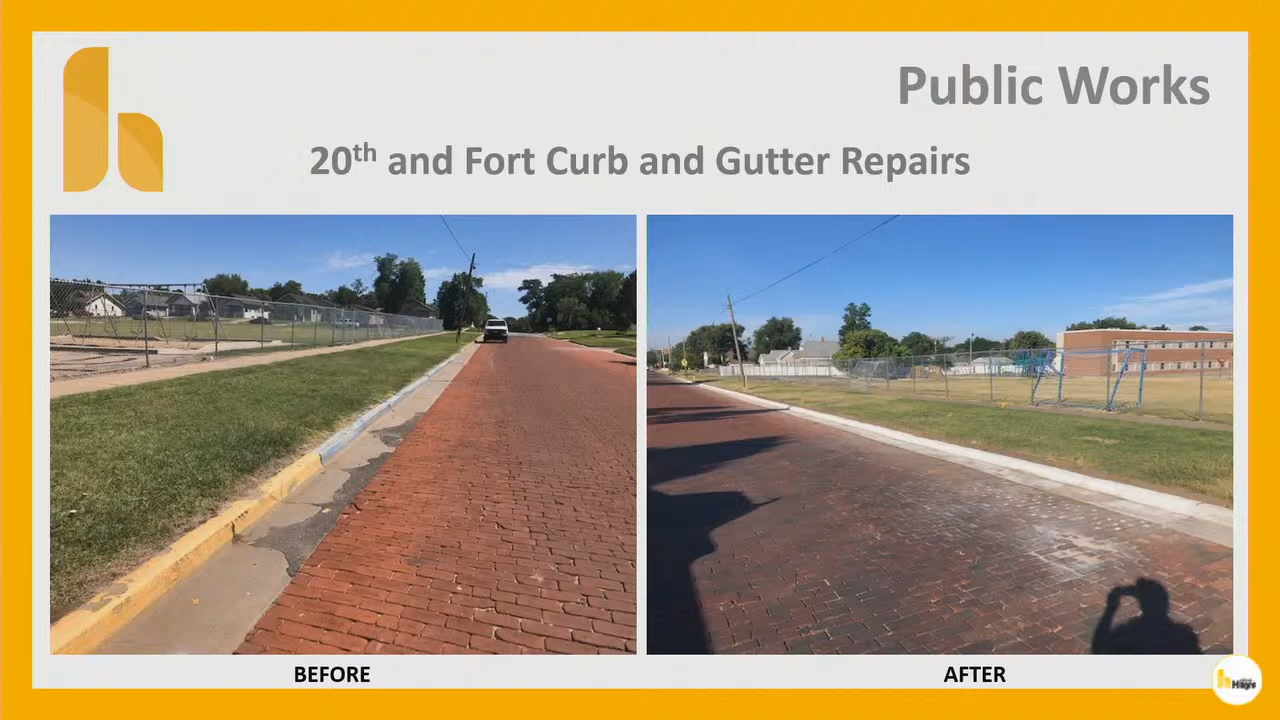 Public Works
20th and Fort Curb and Gutter Repairs
BEFORE
AFTER
Hays